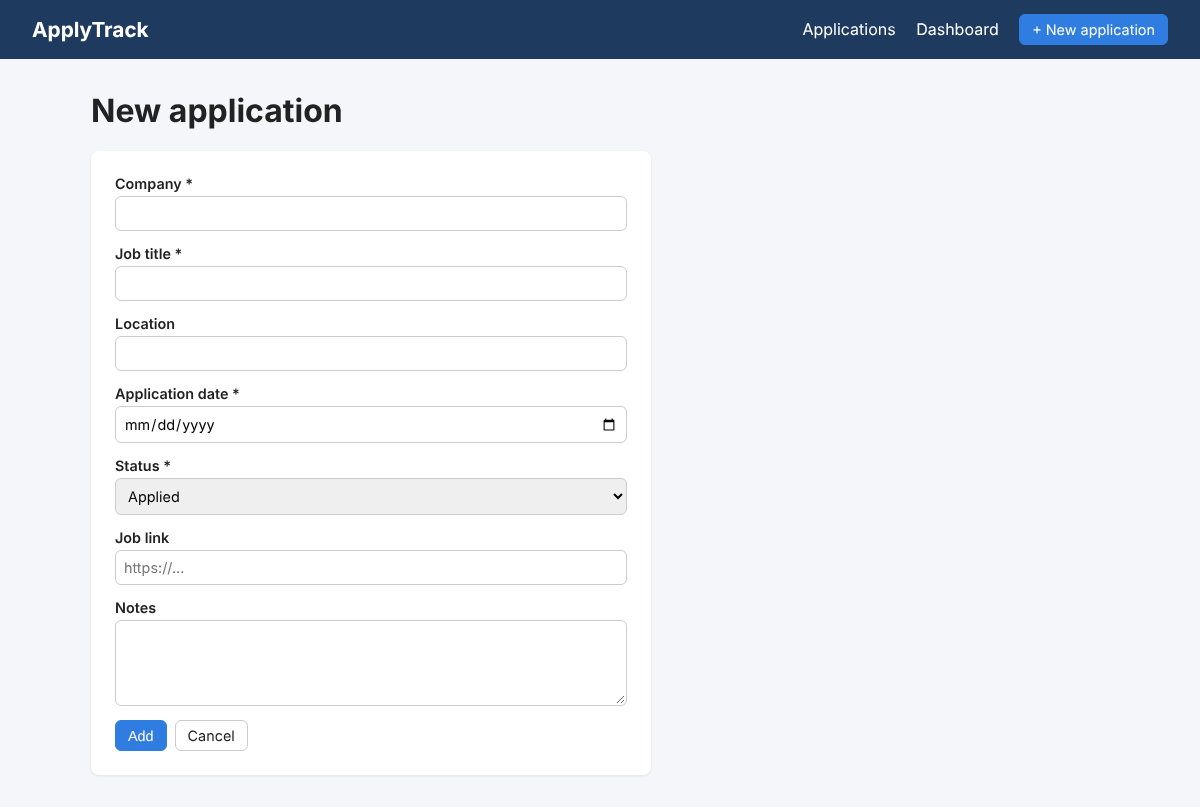 ApplyTrack
Applications Dashboard + New application
New application
Company *
Job title *
Location
Application date *
mm/dd/yyyy
Status *
Applied
Job link
https://...
Notes
Add Cancel